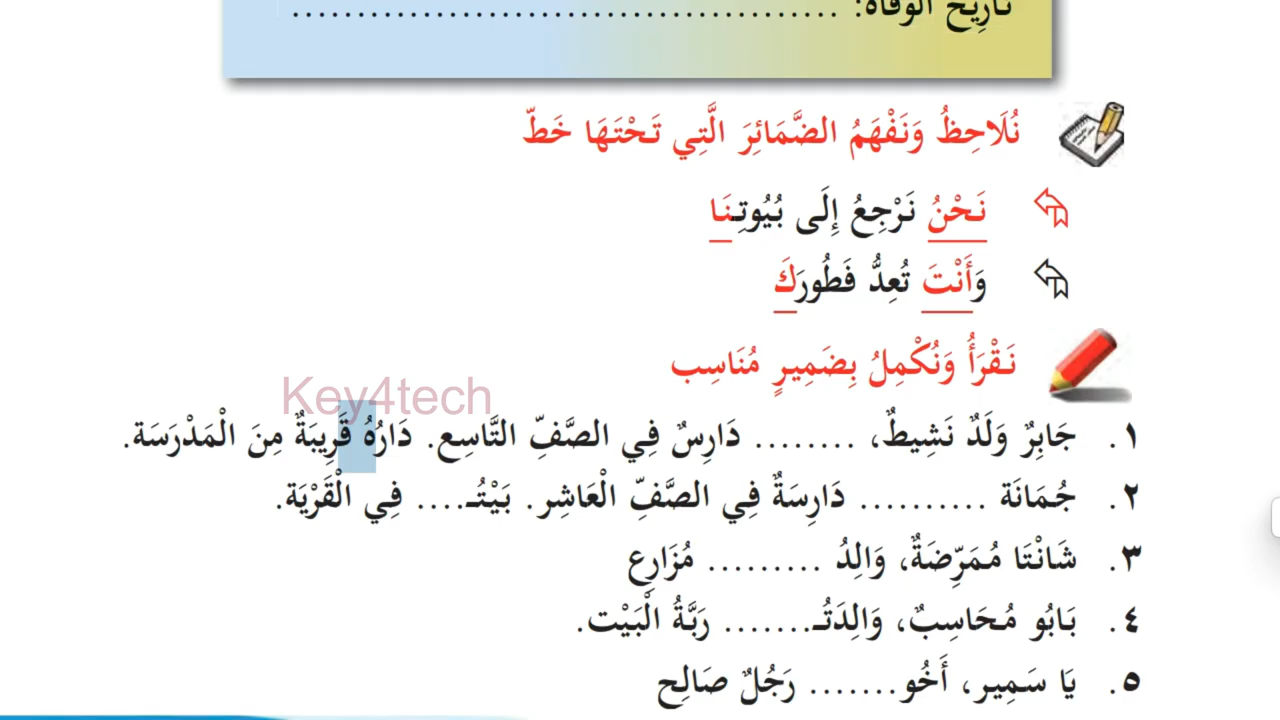 تَارِيخُ الوَفَاة: ........................................
نُلَاحِظُ وَنَفْهَمُ الضَّمَائِرَ الَّتِي تَحْتَهَا خَطّ
نَحْنُ نَرْجِعُ إِلَى بُيُوتِـنَا
وَأَنْتَ تُعِدُّ فَطُورَكَ
نَقْرَأُ وَنُكْمِلُ بِضَمِيرٍ مُنَاسِب
Key4tech
١. جَابِرٌ وَلَدٌ نَشِيطٌ، ........ دَارِسٌ فِي الصَّفِّ التَّاسِع. دَارُهُ قَرِيبَةٌ مِنَ الْمَدْرَسَة.
٢. جُمَانَة .......... دَارِسَةٌ فِي الصَّفِّ الْعَاشِر. بَيْتُـ.... فِي الْقَرْيَة.
٣. شَانْتَا مُمَرِّضَةٌ، وَالِدُ ......... مُزَارِع
٤. بَابُو مُحَاسِبٌ، وَالِدَتُـ....... رَبَّةُ الْبَيْت.
٥. يَا سَمِير، أَخُو....... رَجُلٌ صَالِح